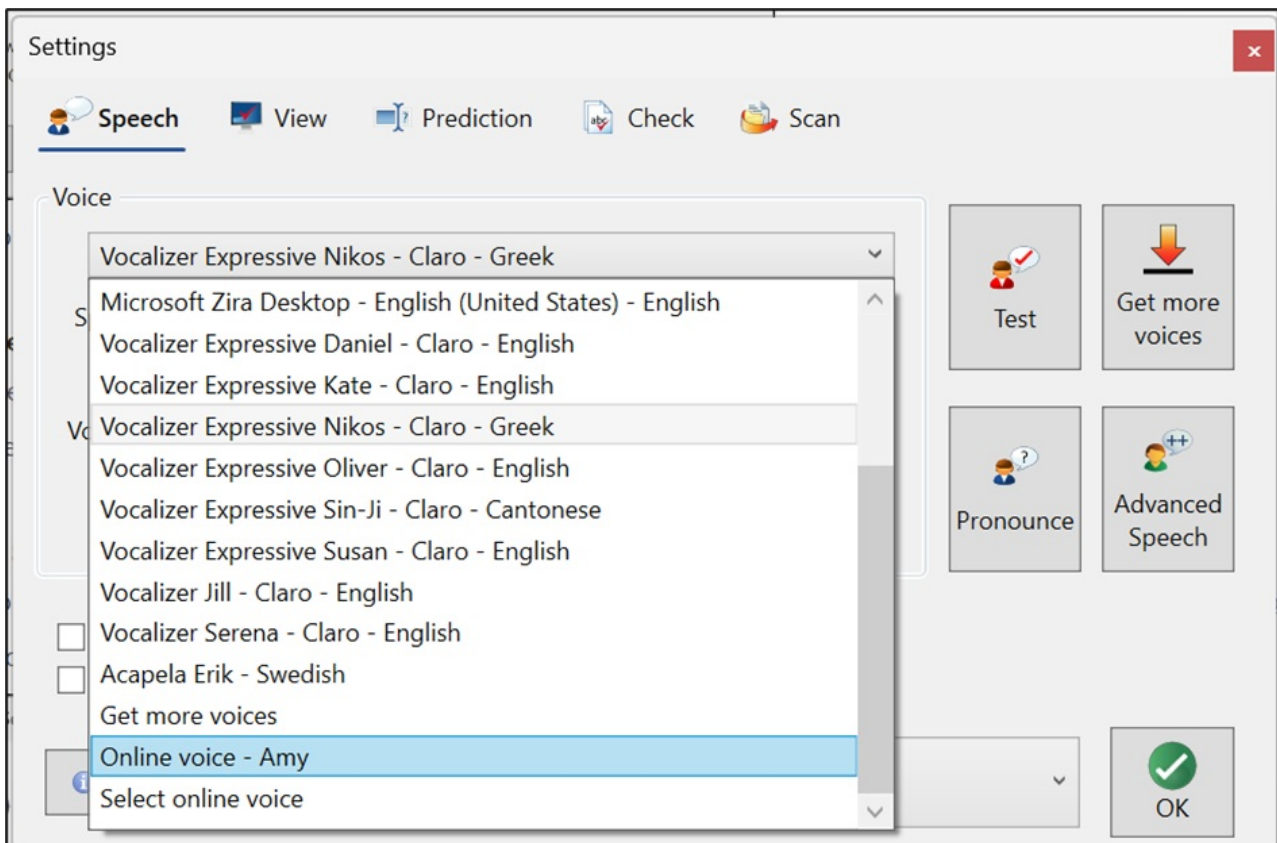 Settings
Speech View Prediction Check Scan
Voice
Vocalizer Expressive Nikos - Claro - Greek
Microsoft Zira Desktop - English (United States) - English
Vocalizer Expressive Daniel - Claro - English
Vocalizer Expressive Kate - Claro - English
Vocalizer Expressive Nikos - Claro - Greek
Vocalizer Expressive Oliver - Claro - English
Vocalizer Expressive Sin-Ji - Claro - Cantonese
Vocalizer Expressive Susan - Claro - English
Vocalizer Jill - Claro - English
Vocalizer Serena - Claro - English
Acapela Erik - Swedish
Get more voices
Online voice - Amy
Select online voice
Test
Get more
voices
Pronounce
Advanced
Speech
OK